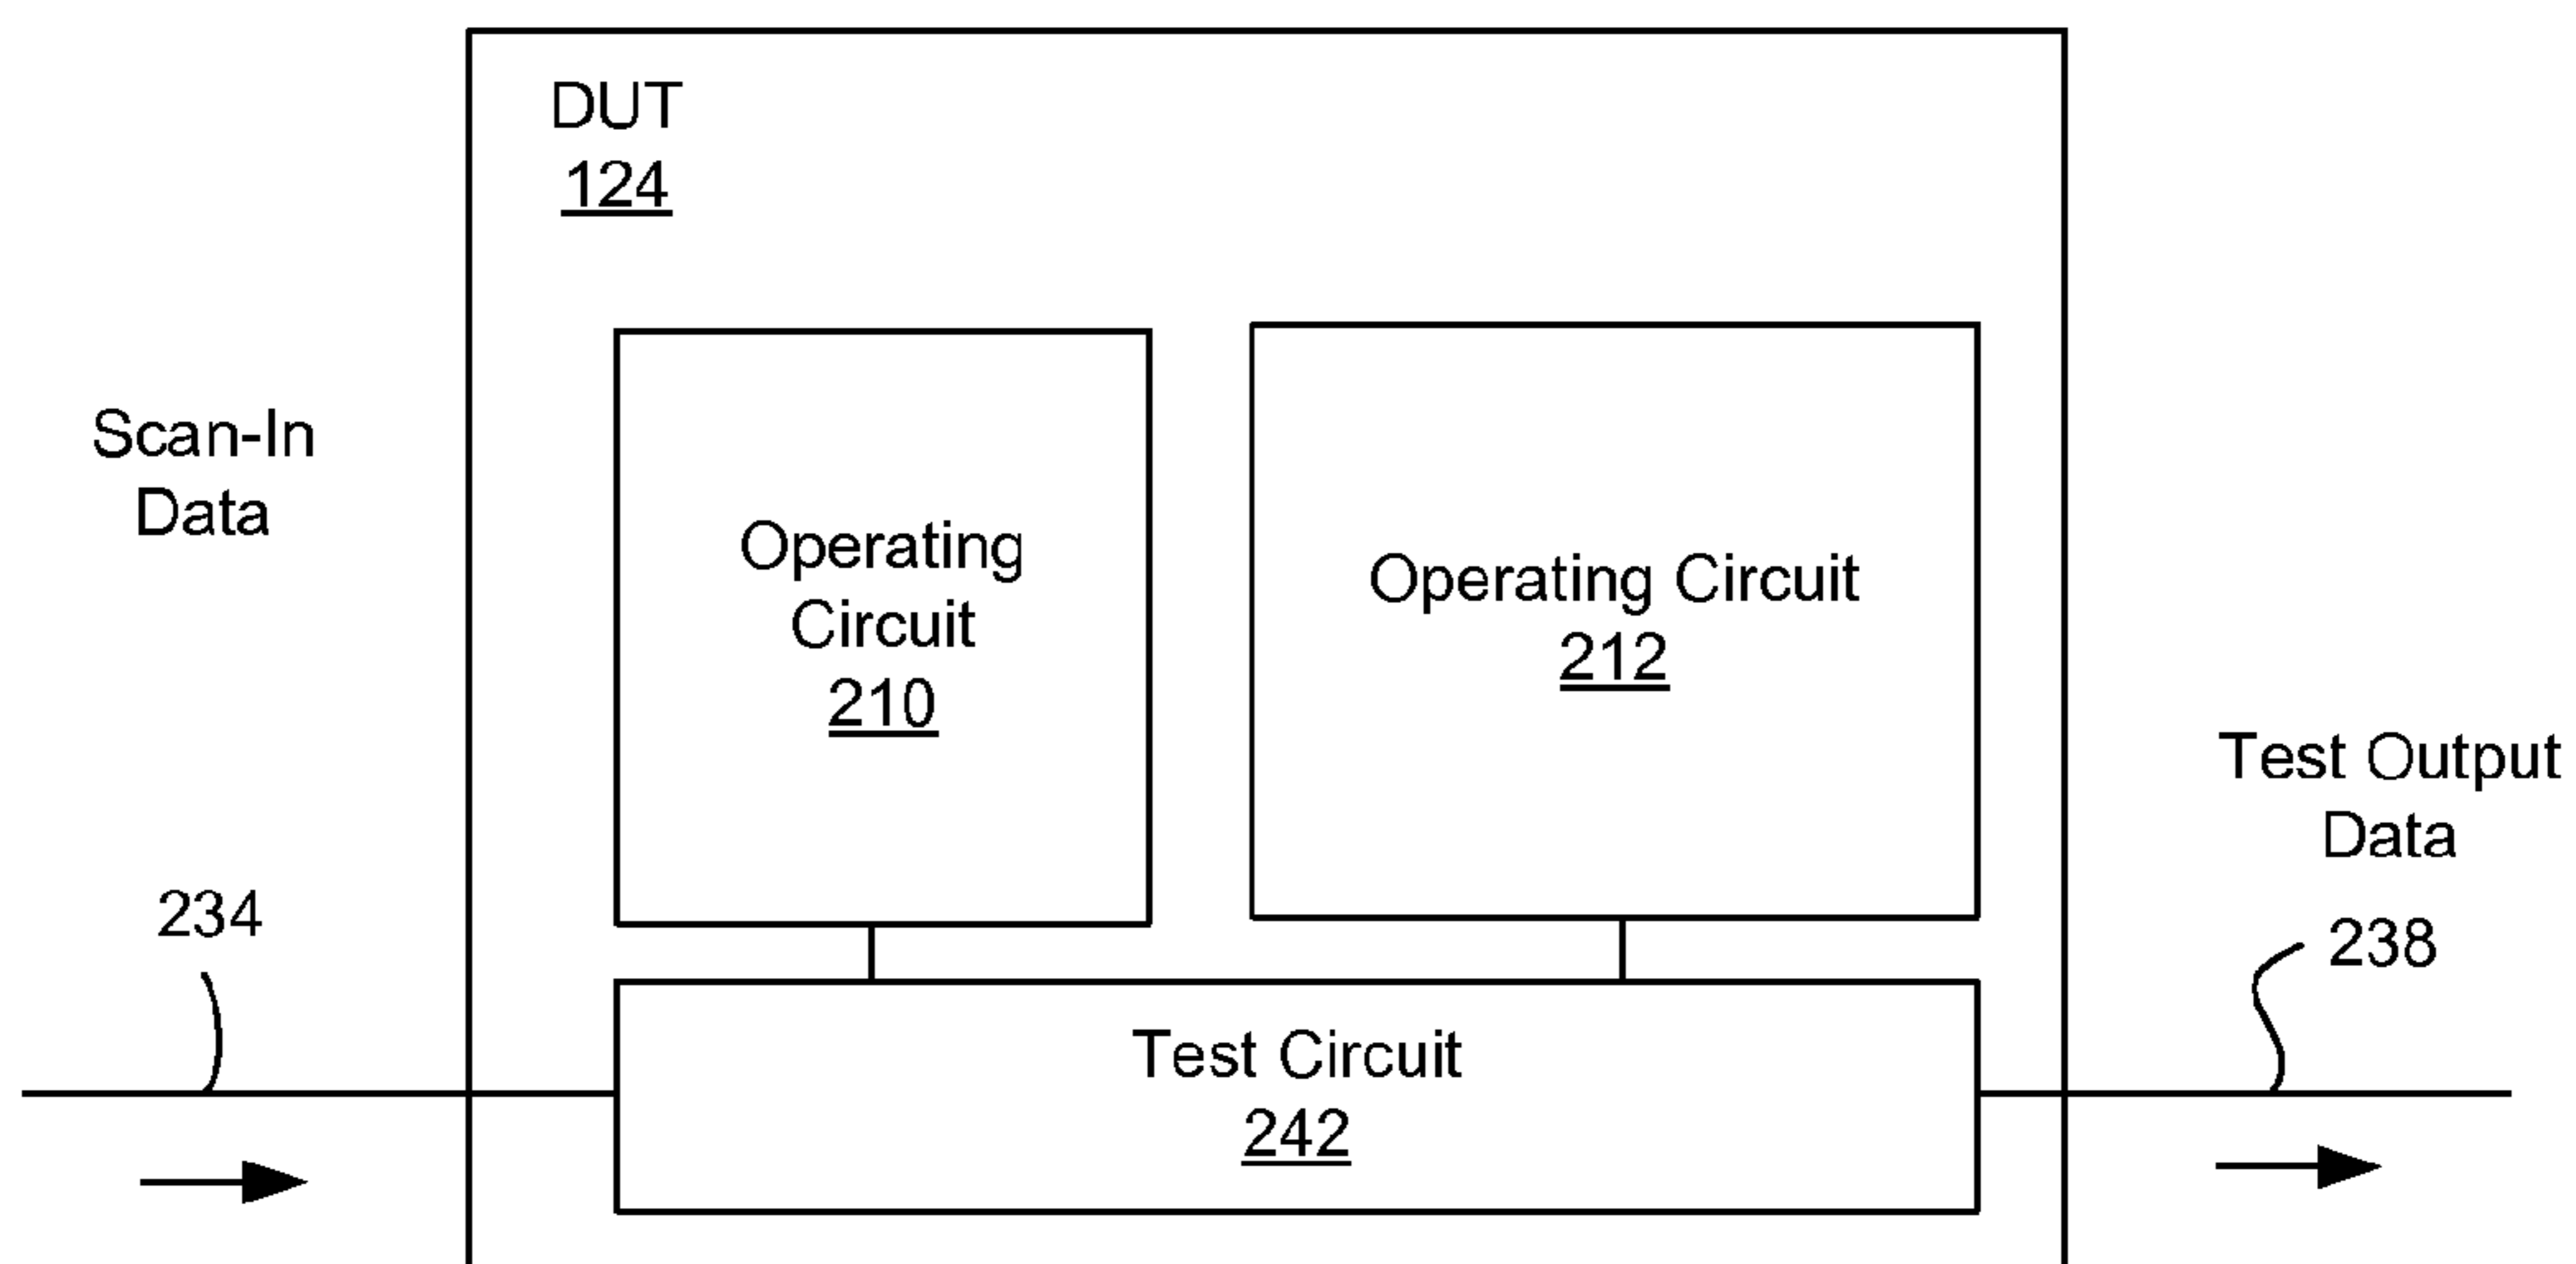 DUT
124
Scan-In
Data
Operating
Circuit
210
Operating Circuit
212
Test Output
Data
234
238
Test Circuit
242